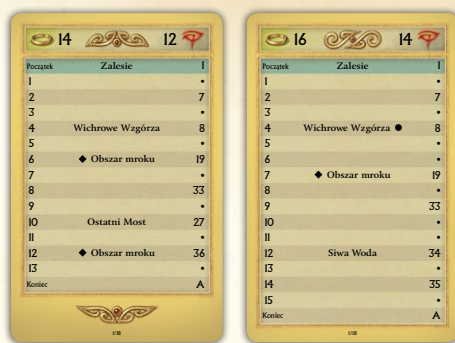 14 12
Początek Zalesie 1
1 •
2 7
3 •
4 Wichrowe Wzgórza 8
5 •
6 ◆ Obszar mroku 19
7 •
8 33
9 •
10 Ostatni Most 27
11 •
12 ◆ Obszar mroku 36
13 •
Koniec A
16 14
Początek Zalesie 1
1 •
2 7
3 •
4 Wichrowe Wzgórza ● 8
5 •
6 •
7 ◆ Obszar mroku 19
8 •
9 33
10 •
11 •
12 Siwa Woda 34
13 •
14 35
15 •
Koniec A